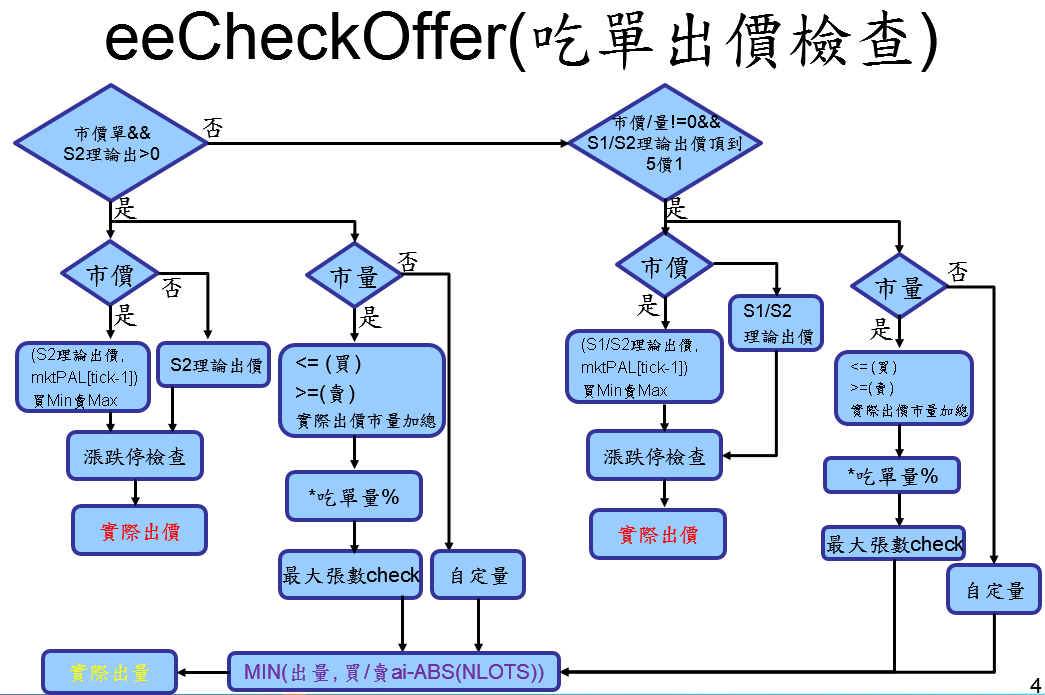 eeCheckOffer(吃單出價檢查)
市價單&&
S2理論出>0
否
市價/量!=0&&
S1/S2理論出價頂到
5價1
是
是
市價
否
市量
否
市價
市量
否
是
是
是
是
(S2理論出價,
mktPAL[tick-1])
買Min賣Max
S2理論出價
<= (買)
>=(賣)
實際出價市量加總
(S1/S2理論出價,
mktPAL[tick-1])
買Min賣Max
S1/S2
理論出價
<= (買)
>=(賣)
實際出價市量加總
漲跌停檢查
*吃單量%
漲跌停檢查
*吃單量%
實際出價
最大張數check
自定量
實際出價
最大張數check
自定量
實際出量
MIN(出量,買/賣ai-ABS(NLOTS))
4